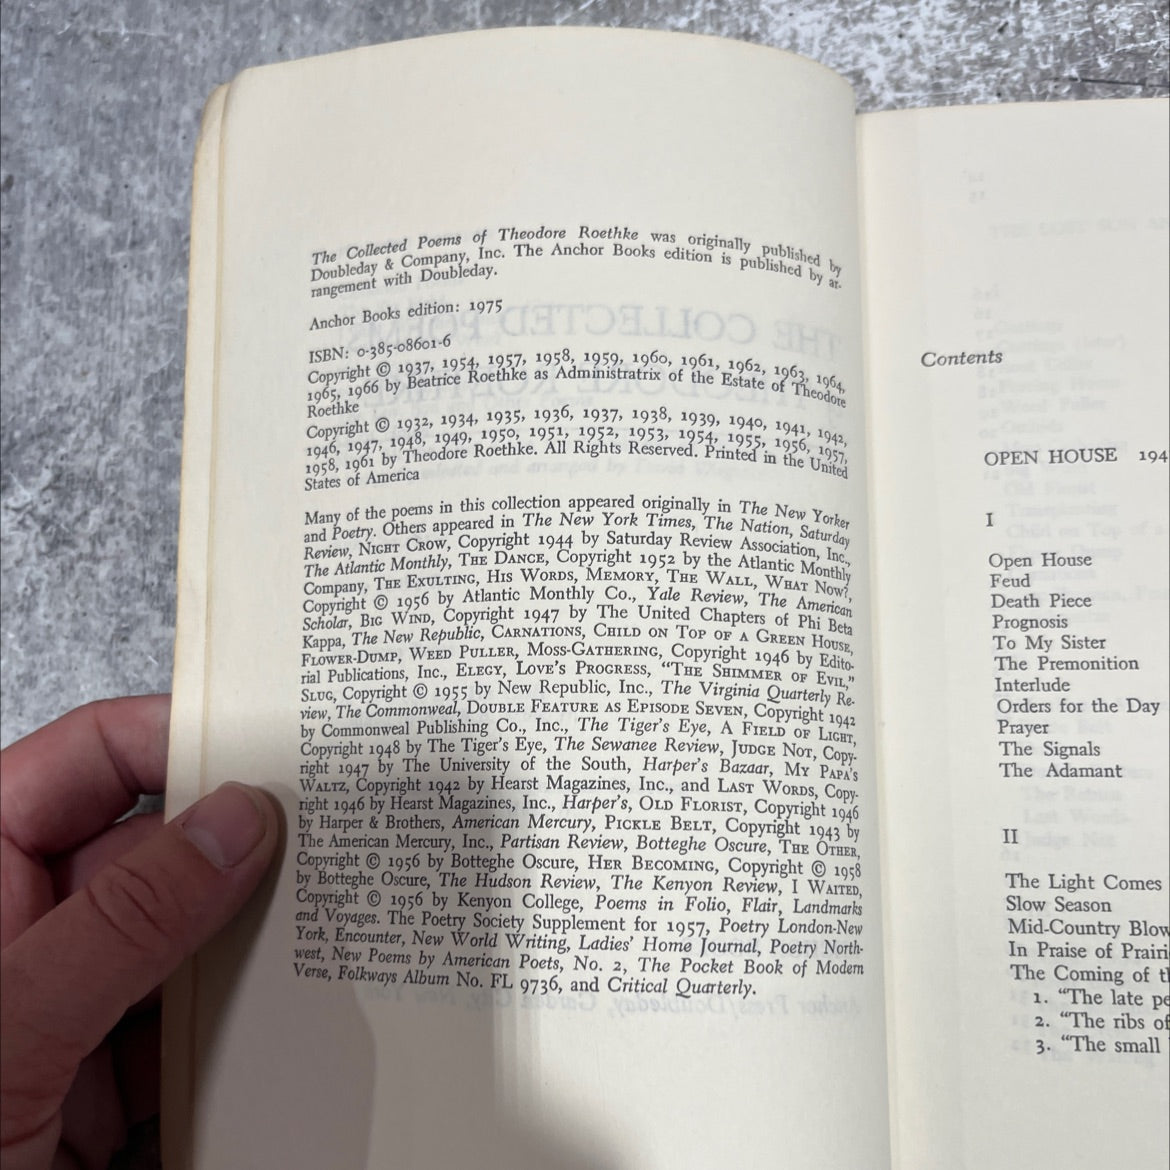 The Collected Poems of Theodore Roethke was originally published by
Doubleday & Company, Inc. The Anchor Books edition is published by ar-
rangement with Doubleday.
Anchor Books edition: 1975
ISBN: 0-385-08601-6
Copyright © 1937, 1954, 1957, 1958, 1959, 1960, 1961, 1962, 1963, 1964,
1965, 1966 by Beatrice Roethke as Administratrix of the Estate of Theodore
Roethke
Copyright © 1932, 1934, 1935, 1936, 1937, 1938, 1939, 1940, 1941, 1942,
1946, 1947, 1948, 1949, 1950, 1951, 1952, 1953, 1954, 1955, 1956, 1957,
1958, 1961 by Theodore Roethke. All Rights Reserved. Printed in the United
States of America
Many of the poems in this collection appeared originally in The New Yorker
and Poetry. Others appeared in The New York Times, The Nation, Saturday
Review, NIGHT CROW, Copyright 1944 by Saturday Review Association, Inc.,
The Atlantic Monthly, THE DANCE, Copyright 1952 by the Atlantic Monthly
Company, THE EXULTING, HIS WORDS, MEMORY, THE WALL, WHAT NOW?,
Copyright © 1956 by Atlantic Monthly Co., Yale Review, The American
Scholar, BIG WIND, Copyright 1947 by The United Chapters of Phi Beta
Kappa, The New Republic, CARNATIONS, CHILD ON TOP OF A GREEN HOUSE,
FLOWER-DUMP, WEED PULLER, MOSS-GATHERING, Copyright 1946 by Edito-
rial Publications, Inc., ELEGY, LOVE'S PROGRESS, "THE SHIMMER OF EVIL,"
SLUG, Copyright © 1955 by New Republic, Inc., The Virginia Quarterly Re-
view, The Commonweal, DOUBLE FEATURE AS EPISODE SEVEN, Copyright 1942
by Commonweal Publishing Co., Inc., The Tiger's Eye, A FIELD OF LIGHT,
Copyright 1948 by The Tiger's Eye, The Sewanee Review, JUDGE NOT, Copy-
right 1947 by The University of the South, Harper's Bazaar, MY PAPA'S
WALTZ, Copyright 1942 by Hearst Magazines, Inc., and LAST WORDS, Copy-
right 1946 by Hearst Magazines, Inc., Harper's, OLD FLORIST, Copyright 1946
by Harper & Brothers, American Mercury, PICKLE BELT, Copyright 1943 by
The American Mercury, Inc., Partisan Review, Botteghe Oscure, THE OTHER,
Copyright © 1956 by Botteghe Oscure, HER BECOMING, Copyright © 1958
by Botteghe Oscure, The Hudson Review, The Kenyon Review, I WAITED,
Copyright © 1956 by Kenyon College, Poems in Folio, Flair, Landmarks
and Voyages. The Poetry Society Supplement for 1957, Poetry London-New
York, Encounter, New World Writing, Ladies' Home Journal, Poetry North-
west, New Poems by American Poets, No. 2, The Pocket Book of Modern
Verse, Folkways Album No. FL 9736, and Critical Quarterly.
Contents
OPEN HOUSE 194
I
Open House
Feud
Death Piece
Prognosis
To My Sister
The Premonition
Interlude
Orders for the Day
Prayer
The Signals
The Adamant
II
The Light Comes
Slow Season
Mid-Country Blow
In Praise of Prairi
The Coming of th
1. "The late pe
2. "The ribs of
3. "The small